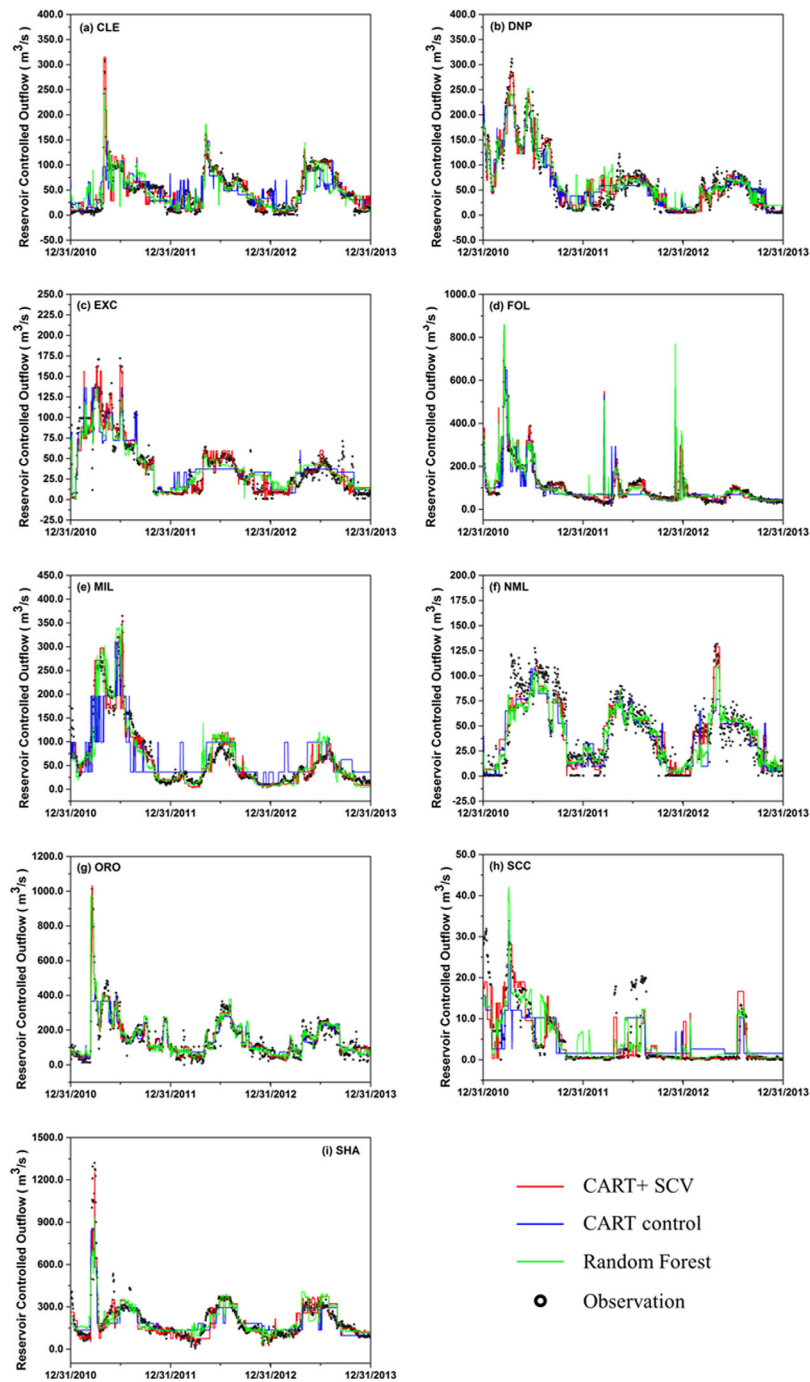 (a) CLE
Reservoir Controlled Outflow ( m³/s )
400.0
350.0
300.0
250.0
200.0
150.0
100.0
50.0
0.0
-50.0
12/31/2010 12/31/2011 12/31/2012 12/31/2013
(b) DNP
Reservoir Controlled Outflow ( m³/s )
400.0
350.0
300.0
250.0
200.0
150.0
100.0
50.0
0.0
-50.0
12/31/2010 12/31/2011 12/31/2012 12/31/2013
(c) EXC
Reservoir Controlled Outflow ( m³/s )
250.0
225.0
200.0
175.0
150.0
125.0
100.0
75.0
50.0
25.0
0.0
-25.0
12/31/2010 12/31/2011 12/31/2012 12/31/2013
(d) FOL
Reservoir Controlled Outflow ( m³/s )
1000.0
800.0
600.0
400.0
200.0
0.0
12/31/2010 12/31/2011 12/31/2012 12/31/2013
(e) MIL
Reservoir Controlled Outflow ( m³/s )
450.0
400.0
350.0
300.0
250.0
200.0
150.0
100.0
50.0
0.0
12/31/2010 12/31/2011 12/31/2012 12/31/2013
(f) NML
Reservoir Controlled Outflow ( m³/s )
200.0
175.0
150.0
125.0
100.0
75.0
50.0
25.0
0.0
-25.0
12/31/2010 12/31/2011 12/31/2012 12/31/2013
(g) ORO
Reservoir Controlled Outflow ( m³/s )
1200.0
1000.0
800.0
600.0
400.0
200.0
0.0
12/31/2010 12/31/2011 12/31/2012 12/31/2013
(h) SCC
Reservoir Controlled Outflow ( m³/s )
50.0
40.0
30.0
20.0
10.0
0.0
12/31/2010 12/31/2011 12/31/2012 12/31/2013
(i) SHA
Reservoir Controlled Outflow ( m³/s )
1500.0
1200.0
900.0
600.0
300.0
0.0
12/31/2010 12/31/2011 12/31/2012 12/31/2013
CART+ SCV
CART control
Random Forest
Observation